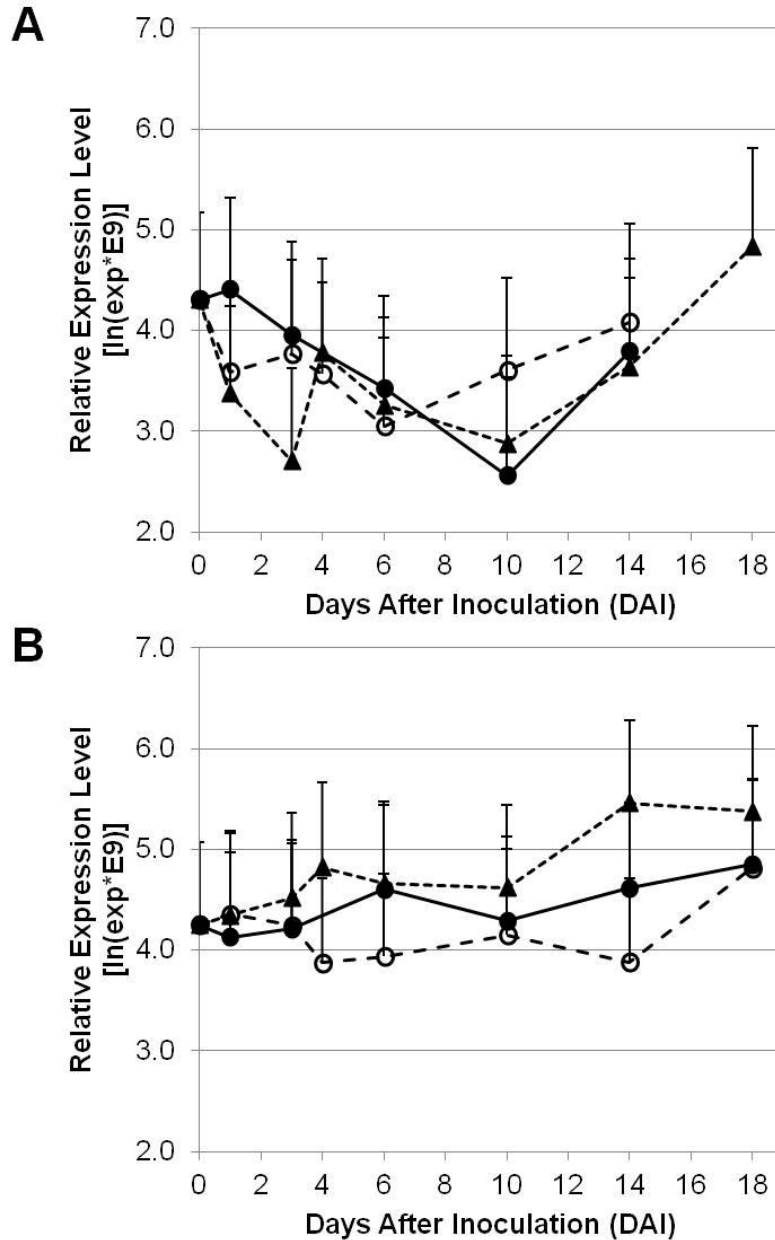 A
7.0
6.0
5.0
4.0
3.0
2.0
Relative Expression Level
[ln(exp*E9)]
0 2 4 6 8 10 12 14 16 18
Days After Inoculation (DAI)
B
7.0
6.0
5.0
4.0
3.0
2.0
Relative Expression Level
[ln(exp*E9)]
0 2 4 6 8 10 12 14 16 18
Days After Inoculation (DAI)